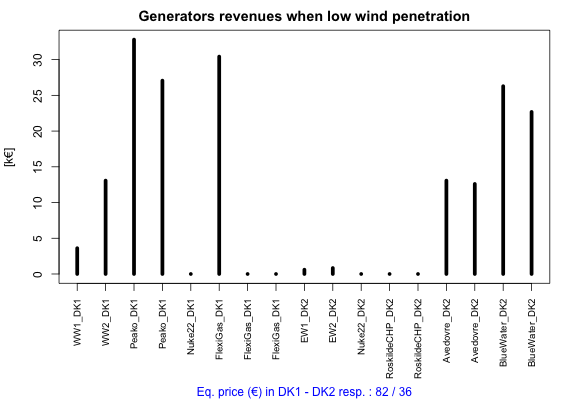 Generators revenues when low wind penetration
[k€]
30
25
20
15
10
5
0
WW1_DK1
WW2_DK1
Peako_DK1
Peako_DK1
Nuke22_DK1
FlexiGas_DK1
FlexiGas_DK1
FlexiGas_DK1
EW1_DK2
EW2_DK2
Nuke22_DK2
RoskildeCHP_DK2
RoskildeCHP_DK2
Avedovre_DK2
Avedovre_DK2
BlueWater_DK2
BlueWater_DK2
Eq. price (€) in DK1 - DK2 resp. : 82 / 36